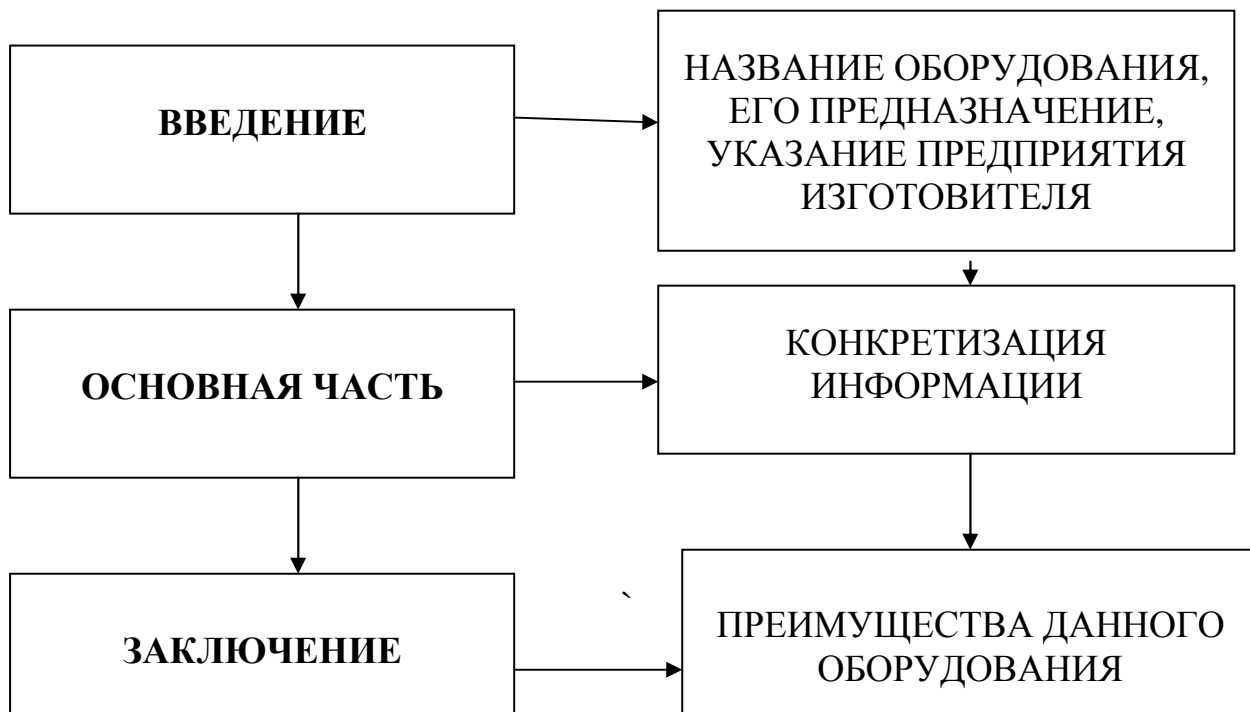 ВВЕДЕНИЕ
НАЗВАНИЕ ОБОРУДОВАНИЯ,
ЕГО ПРЕДНАЗНАЧЕНИЕ,
УКАЗАНИЕ ПРЕДПРИЯТИЯ
ИЗГОТОВИТЕЛЯ
ОСНОВНАЯ ЧАСТЬ
КОНКРЕТИЗАЦИЯ
ИНФОРМАЦИИ
ЗАКЛЮЧЕНИЕ
`
ПРЕИМУЩЕСТВА ДАННОГО
ОБОРУДОВАНИЯ